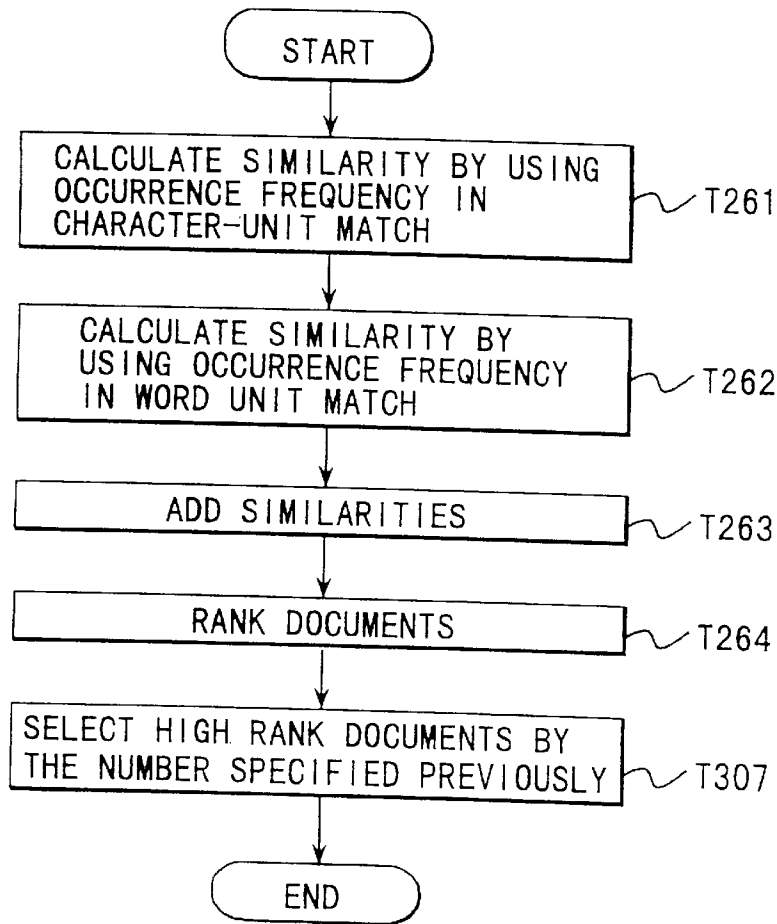 START
CALCULATE SIMILARITY BY USING
OCCURRENCE FREQUENCY IN
CHARACTER-UNIT MATCH
T261
CALCULATE SIMILARITY BY
USING OCCURRENCE FREQUENCY
IN WORD UNIT MATCH
T262
ADD SIMILARITIES
T263
RANK DOCUMENTS
T264
SELECT HIGH RANK DOCUMENTS BY
THE NUMBER SPECIFIED PREVIOUSLY
T307
END